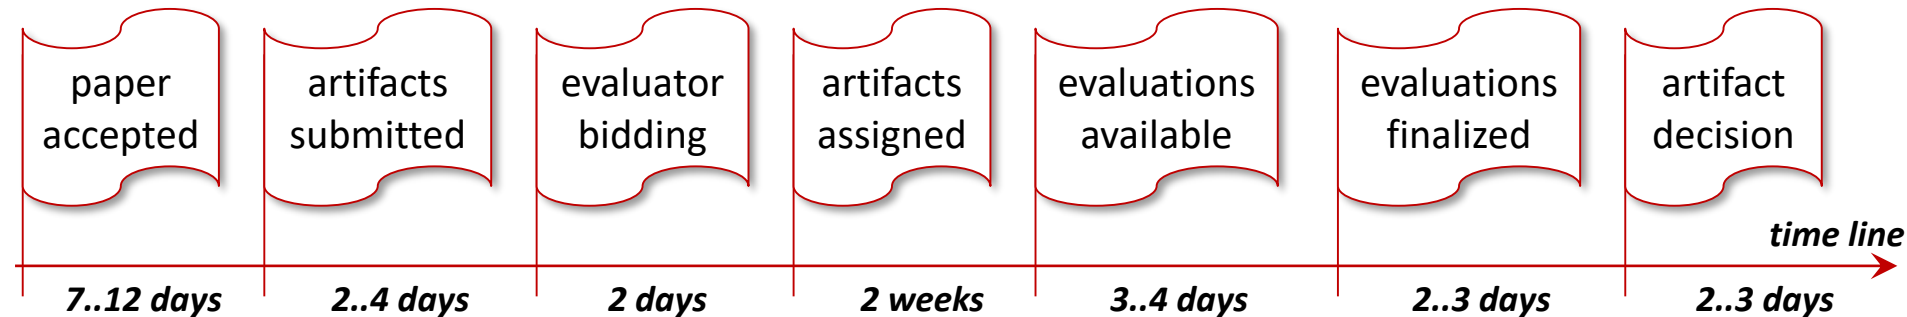 paper
accepted
artifacts
submitted
evaluator
bidding
artifacts
assigned
evaluations
available
evaluations
finalized
artifact
decision
time line
7..12 days
2..4 days
2 days
2 weeks
3..4 days
2..3 days
2..3 days